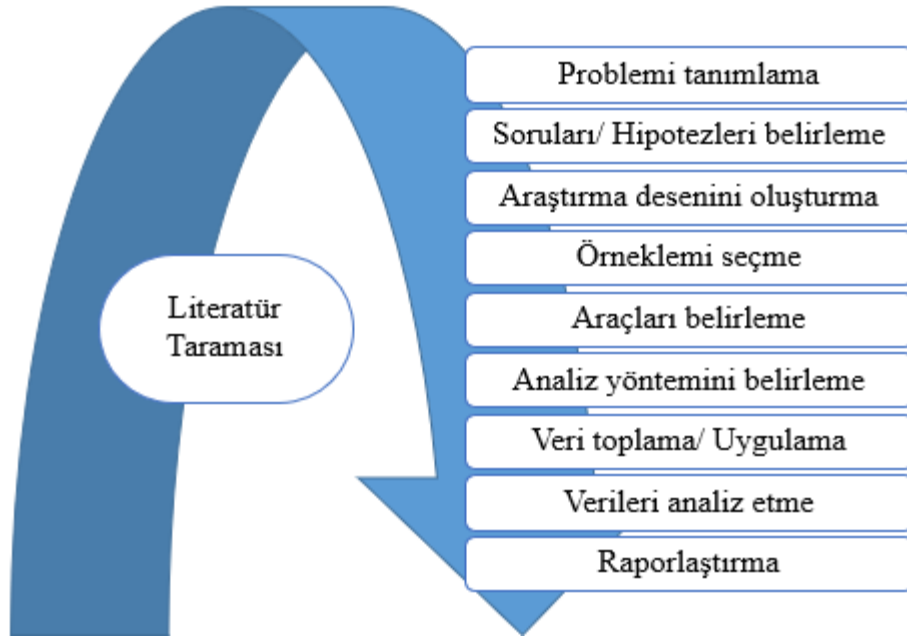 Literatür
Taraması
Problemi tanımlama
Soruları/ Hipotezleri belirleme
Araştırma desenini oluşturma
Örneklemi seçme
Araçları belirleme
Analiz yöntemini belirleme
Veri toplama/ Uygulama
Verileri analiz etme
Raporlaştırma